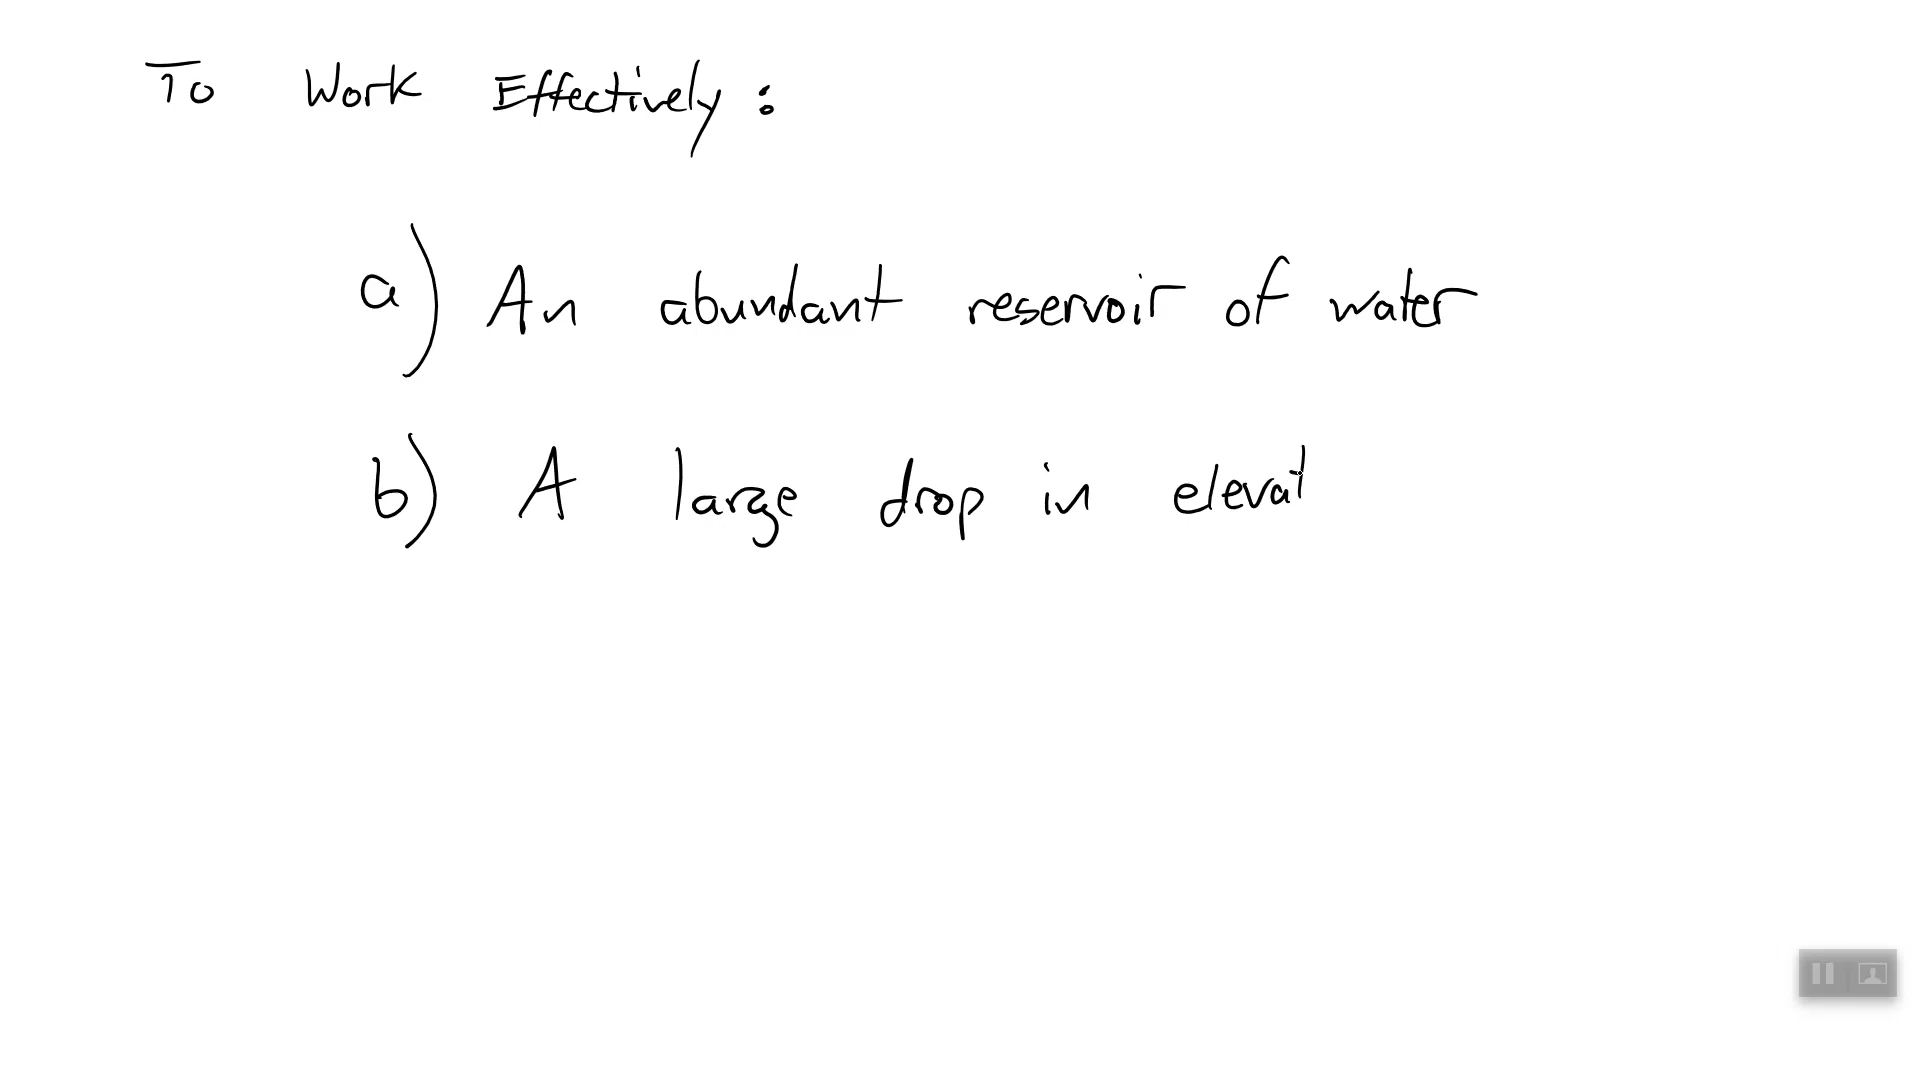 To Work Effectively:
a) An abundant reservoir of water
b) A large drop in elevat